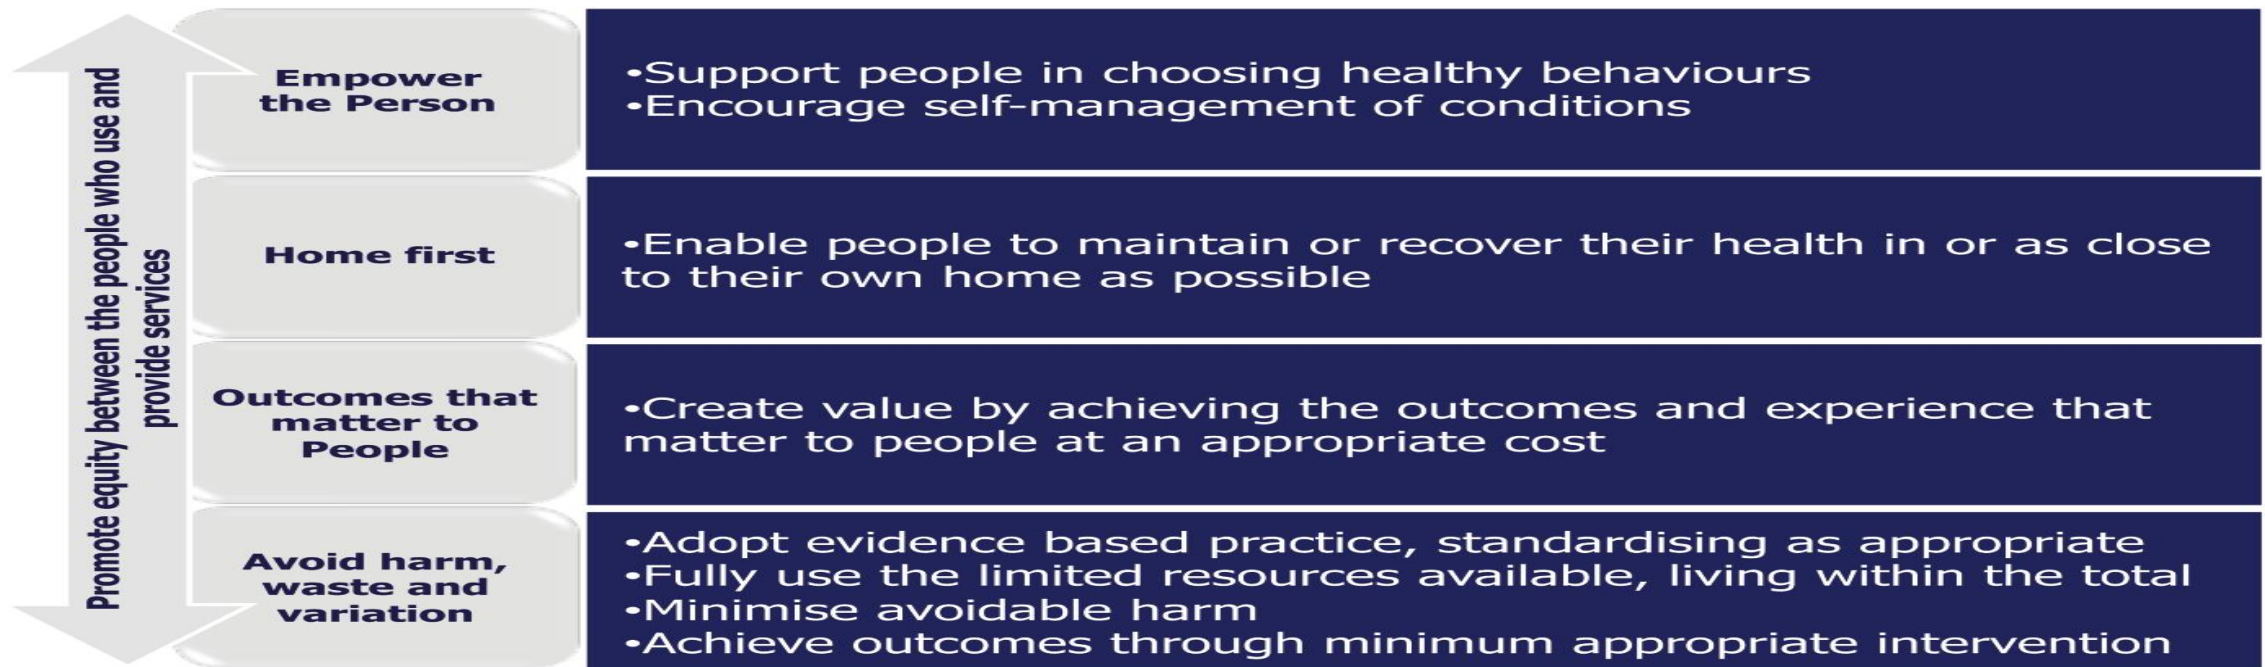 Promote equity between the people who use and
provide services
Empower
the Person
•Support people in choosing healthy behaviours
•Encourage self-management of conditions
Home first
•Enable people to maintain or recover their health in or as close
to their own home as possible
Outcomes that
matter to
People
•Create value by achieving the outcomes and experience that
matter to people at an appropriate cost
Avoid harm,
waste and
variation
•Adopt evidence based practice, standardising as appropriate
•Fully use the limited resources available, living within the total
•Minimise avoidable harm
•Achieve outcomes through minimum appropriate intervention